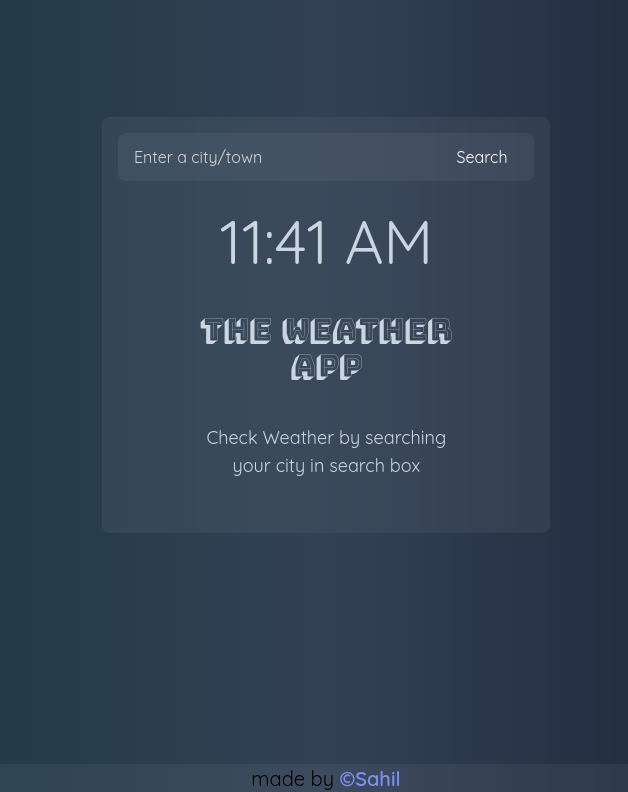 Enter a city/town Search
11:41 AM
THE WEATHER
APP
Check Weather by searching
your city in search box
made by ©Sahil